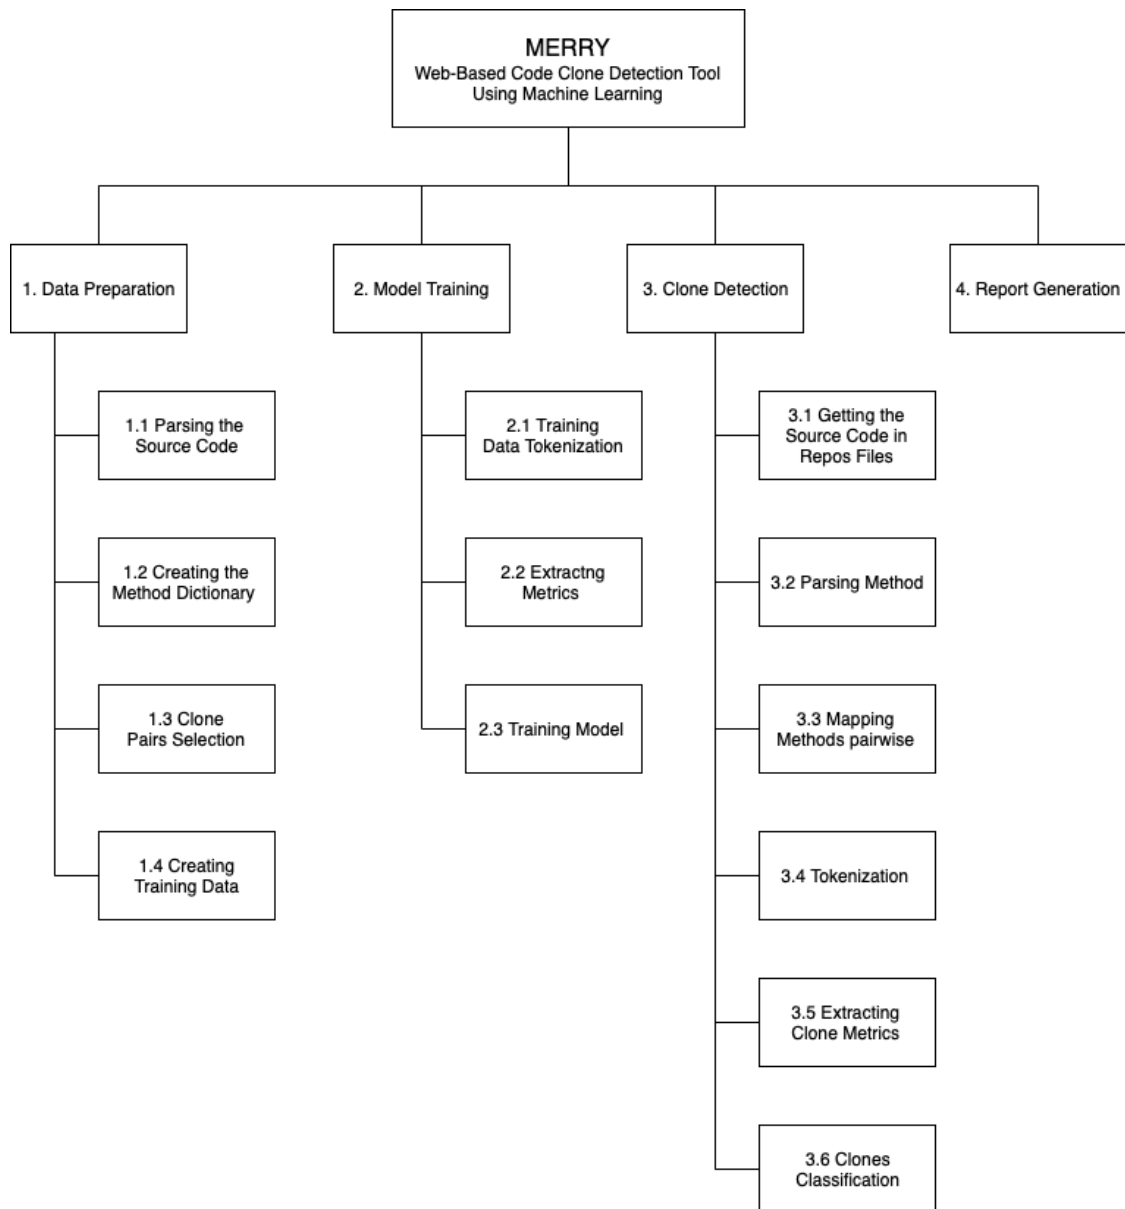 MERRY
Web-Based Code Clone Detection Tool
Using Machine Learning
1. Data Preparation
2. Model Training
3. Clone Detection
4. Report Generation
1.1 Parsing the
Source Code
1.2 Creating the
Method Dictionary
1.3 Clone
Pairs Selection
1.4 Creating
Training Data
2.1 Training
Data Tokenization
2.2 Extractng
Metrics
2.3 Training Model
3.1 Getting the
Source Code in
Repos Files
3.2 Parsing Method
3.3 Mapping
Methods pairwise
3.4 Tokenization
3.5 Extracting
Clone Metrics
3.6 Clones
Classification